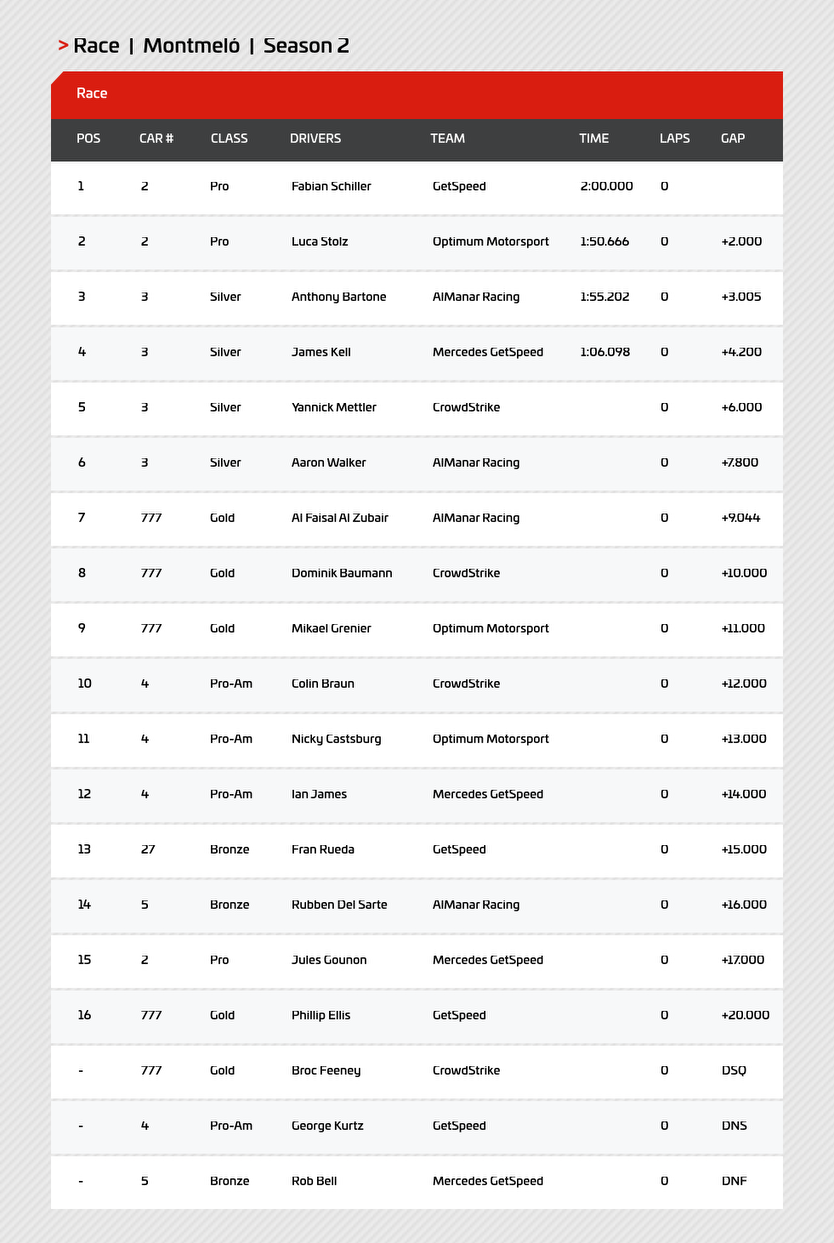 > Race | Montmeló | Season 2
Race
POS CAR # CLASS DRIVERS TEAM TIME LAPS GAP
1 2 Pro Fabian Schiller GetSpeed 2:00.000 0
2 2 Pro Luca Stolz Optimum Motorsport 1:50.666 0 +2.000
3 3 Silver Anthony Bartone AlManar Racing 1:55.202 0 +3.005
4 3 Silver James Kell Mercedes GetSpeed 1:06.098 0 +4.200
5 3 Silver Yannick Mettler CrowdStrike 0 +6.000
6 3 Silver Aaron Walker AlManar Racing 0 +7.800
7 777 Gold Al Faisal Al Zubair AlManar Racing 0 +9.044
8 777 Gold Dominik Baumann CrowdStrike 0 +10.000
9 777 Gold Mikael Grenier Optimum Motorsport 0 +11.000
10 4 Pro-Am Colin Braun CrowdStrike 0 +12.000
11 4 Pro-Am Nicky Castsburg Optimum Motorsport 0 +13.000
12 4 Pro-Am Ian James Mercedes GetSpeed 0 +14.000
13 27 Bronze Fran Rueda GetSpeed 0 +15.000
14 5 Bronze Rubben Del Sarte AlManar Racing 0 +16.000
15 2 Pro Jules Gounon Mercedes GetSpeed 0 +17.000
16 777 Gold Phillip Ellis GetSpeed 0 +20.000
- 777 Gold Broc Feeney CrowdStrike 0 DSQ
- 4 Pro-Am George Kurtz GetSpeed 0 DNS
- 5 Bronze Rob Bell Mercedes GetSpeed 0 DNF